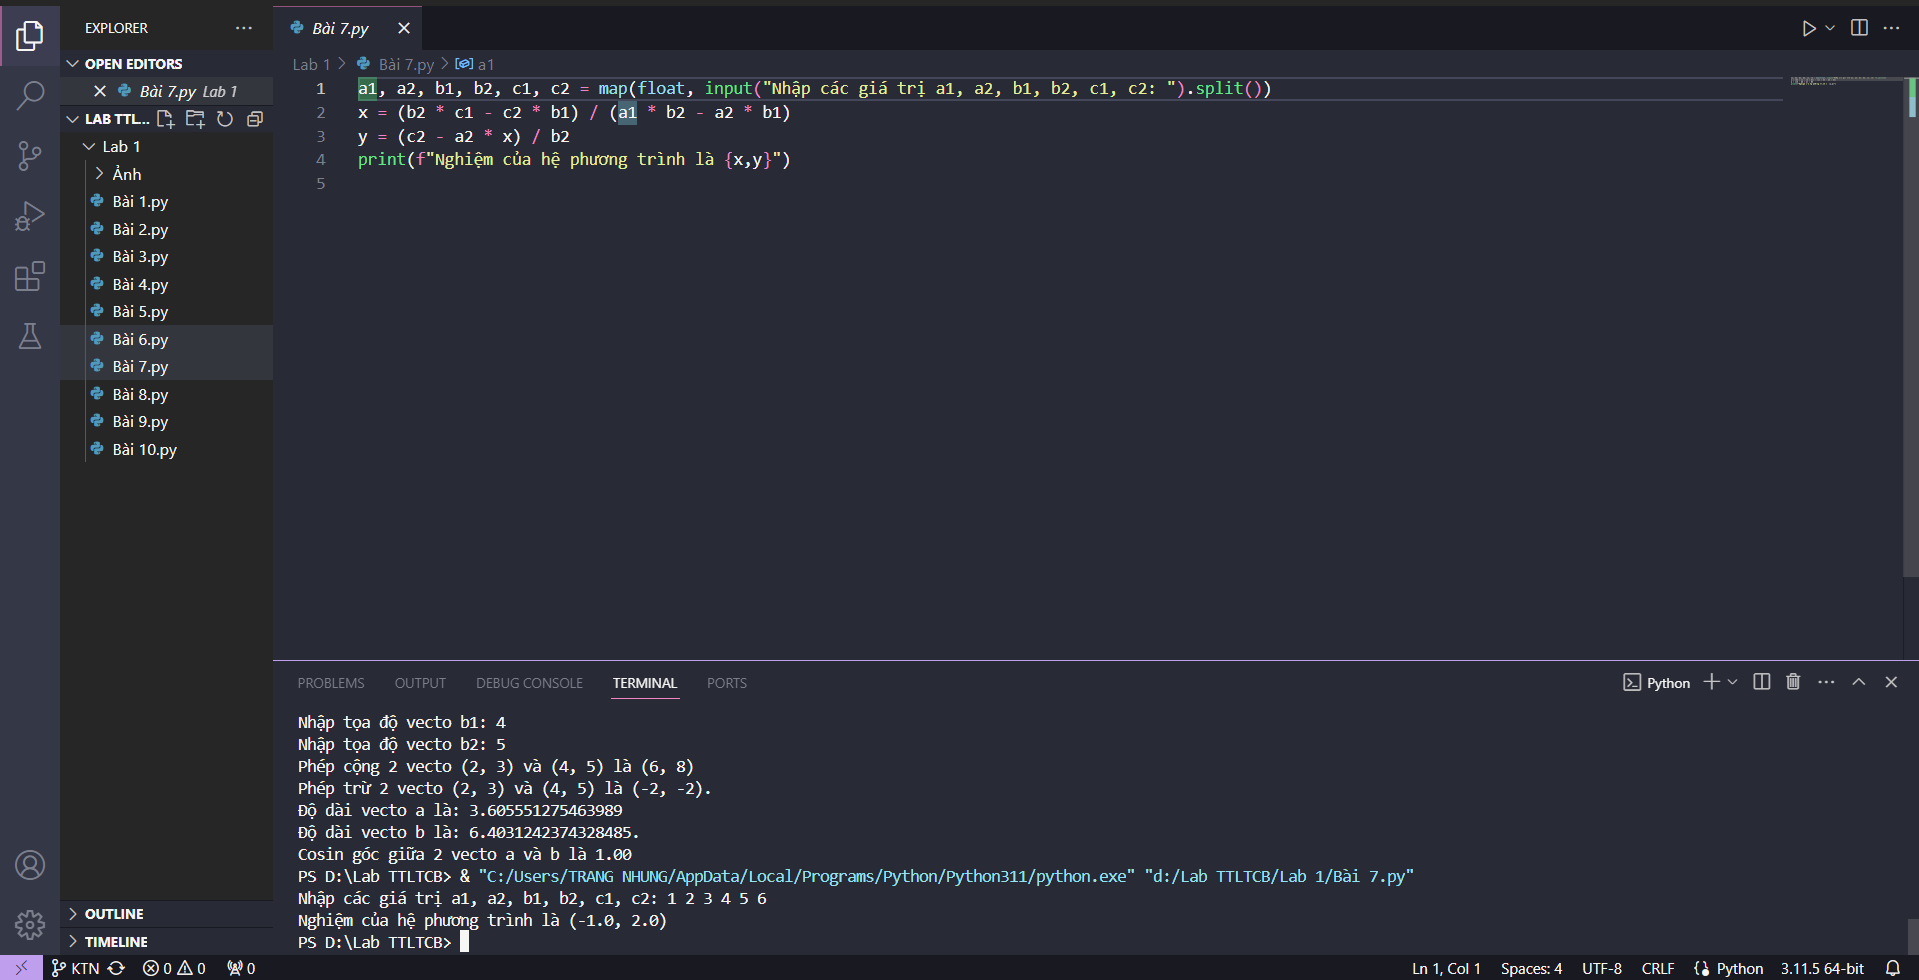 EXPLORER
OPEN EDITORS
Bài 7.py Lab 1
LAB TTL...
Lab 1
Ảnh
Bài 1.py
Bài 2.py
Bài 3.py
Bài 4.py
Bài 5.py
Bài 6.py
Bài 7.py
Bài 8.py
Bài 9.py
Bài 10.py
OUTLINE
TIMELINE
Bài 7.py
Lab 1 > Bài 7.py > a1
1 a1, a2, b1, b2, c1, c2 = map(float, input("Nhập các giá trị a1, a2, b1, b2, c1, c2: ").split())
2 x = (b2 * c1 - c2 * b1) / (a1 * b2 - a2 * b1)
3 y = (c2 - a2 * x) / b2
4 print(f"Nghiệm của hệ phương trình là {x,y}")
5
PROBLEMS OUTPUT DEBUG CONSOLE TERMINAL PORTS
Python
Nhập tọa độ vecto b1: 4
Nhập tọa độ vecto b2: 5
Phép cộng 2 vecto (2, 3) và (4, 5) là (6, 8)
Phép trừ 2 vecto (2, 3) và (4, 5) là (-2, -2).
Độ dài vecto a là: 3.605551275463989
Độ dài vecto b là: 6.4031242374328485.
Cosin góc giữa 2 vecto a và b là 1.00
PS D:\Lab TTLTCB> & "C:/Users/TRANG NHUNG/AppData/Local/Programs/Python/Python311/python.exe" "d:/Lab TTLTCB/Lab 1/Bài 7.py"
Nhập các giá trị a1, a2, b1, b2, c1, c2: 1 2 3 4 5 6
Nghiệm của hệ phương trình là (-1.0, 2.0)
PS D:\Lab TTLTCB>
KTN 0 0 0 Ln 1, Col 1 Spaces: 4 UTF-8 CRLF Python 3.11.5 64-bit